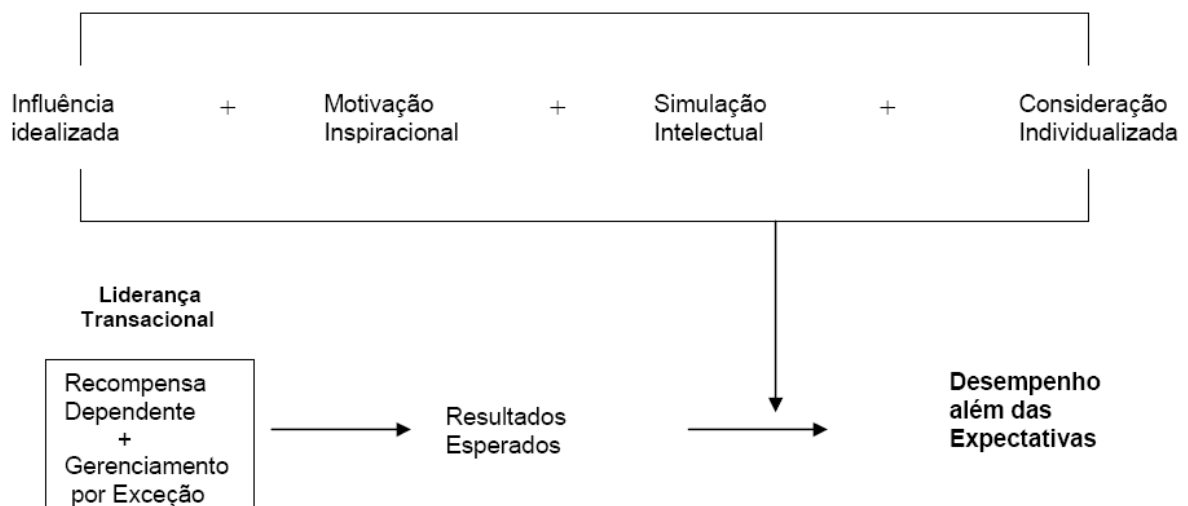 Influência
idealizada
+
Motivação
Inspiracional
+
Simulação
Intelectual
+
Consideração
Individualizada
Liderança
Transacional
Recompensa
Dependente
+
Gerenciamento
por Exceção
Resultados
Esperados
Desempenho
além das
Expectativas